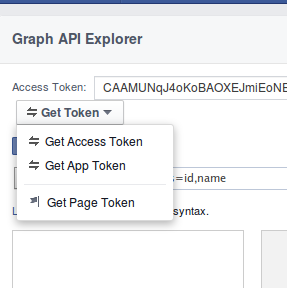 Graph API Explorer
Access Token: CAAMUNqJ4oKoBAOXEJmiEoNE
Get Token
Get Access Token
Get App Token
=id,name
Get Page Token
syntax.